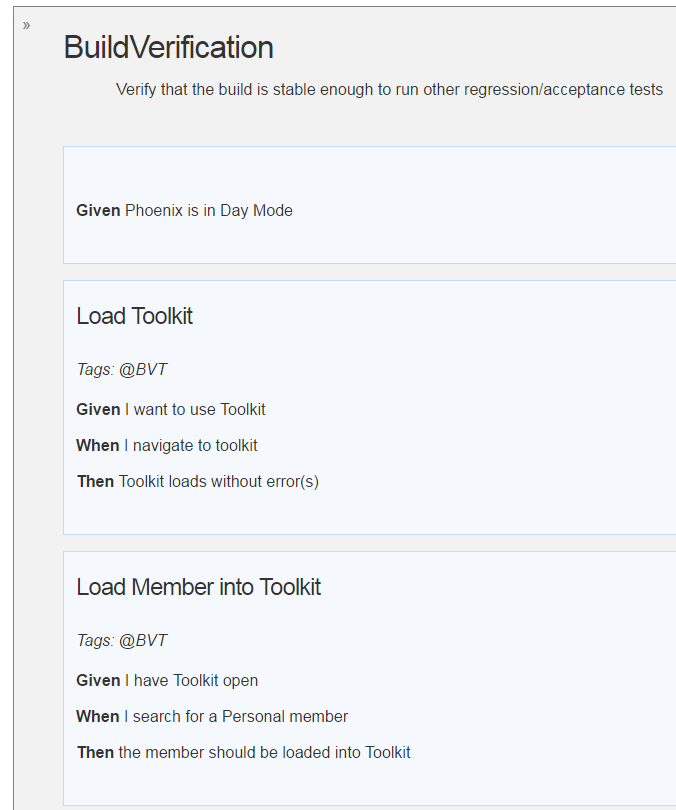 »
BuildVerification
Verify that the build is stable enough to run other regression/acceptance tests
Given Phoenix is in Day Mode
Load Toolkit
Tags: @BVT
Given I want to use Toolkit
When I navigate to toolkit
Then Toolkit loads without error(s)
Load Member into Toolkit
Tags: @BVT
Given I have Toolkit open
When I search for a Personal member
Then the member should be loaded into Toolkit